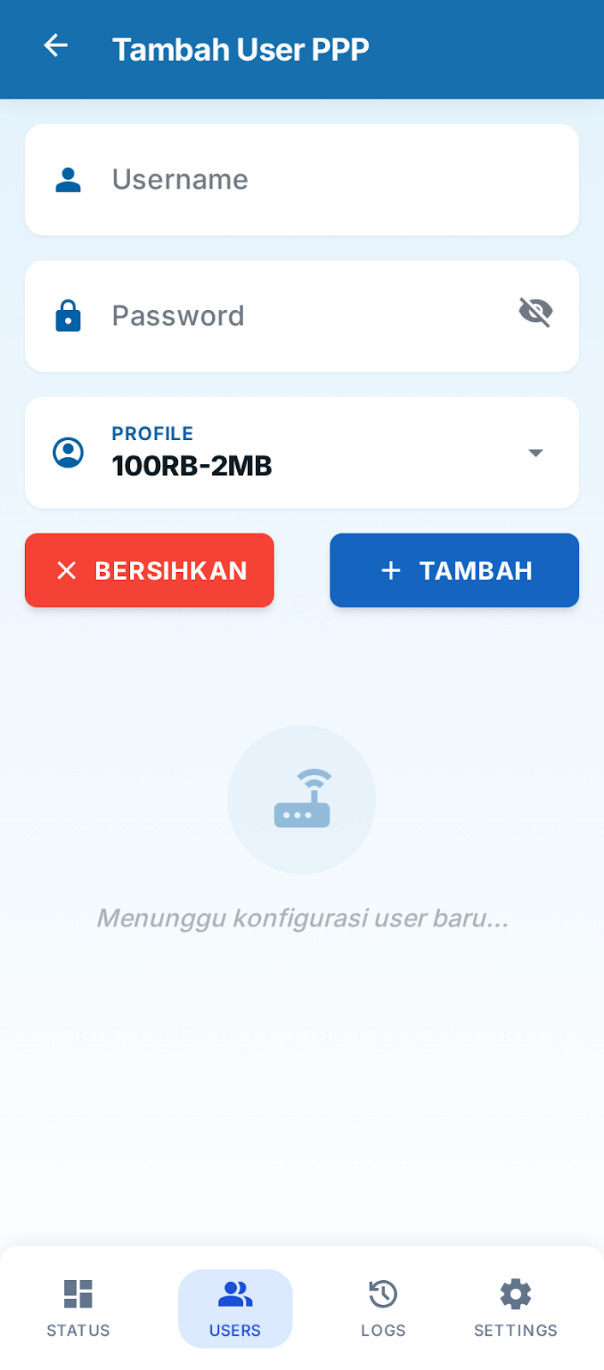 Tambah User PPP
Username
Password
PROFILE
100RB-2MB
BERSIHKAN
TAMBAH
Menunggu konfigurasi user baru...
STATUS
USERS
LOGS
SETTINGS